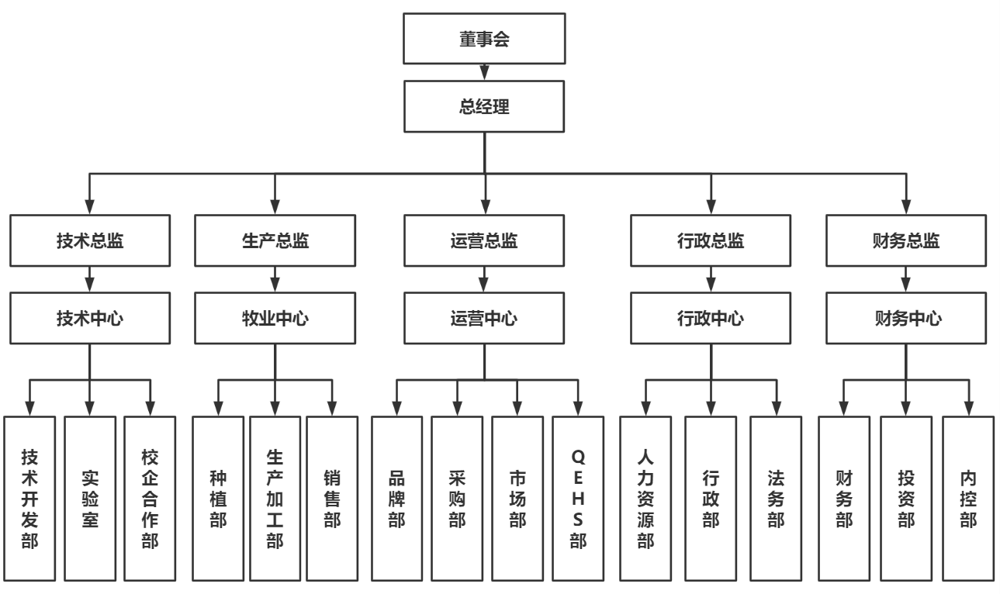 董事会
总经理
技术总监
生产总监
运营总监
行政总监
财务总监
技术中心
牧业中心
运营中心
行政中心
财务中心
技术开发部
实验室
校企合作部
种植部
生产加工部
销售部
品牌部
采购部
市场部
QEHS部
人力资源部
行政部
法务部
财务部
投资部
内控部